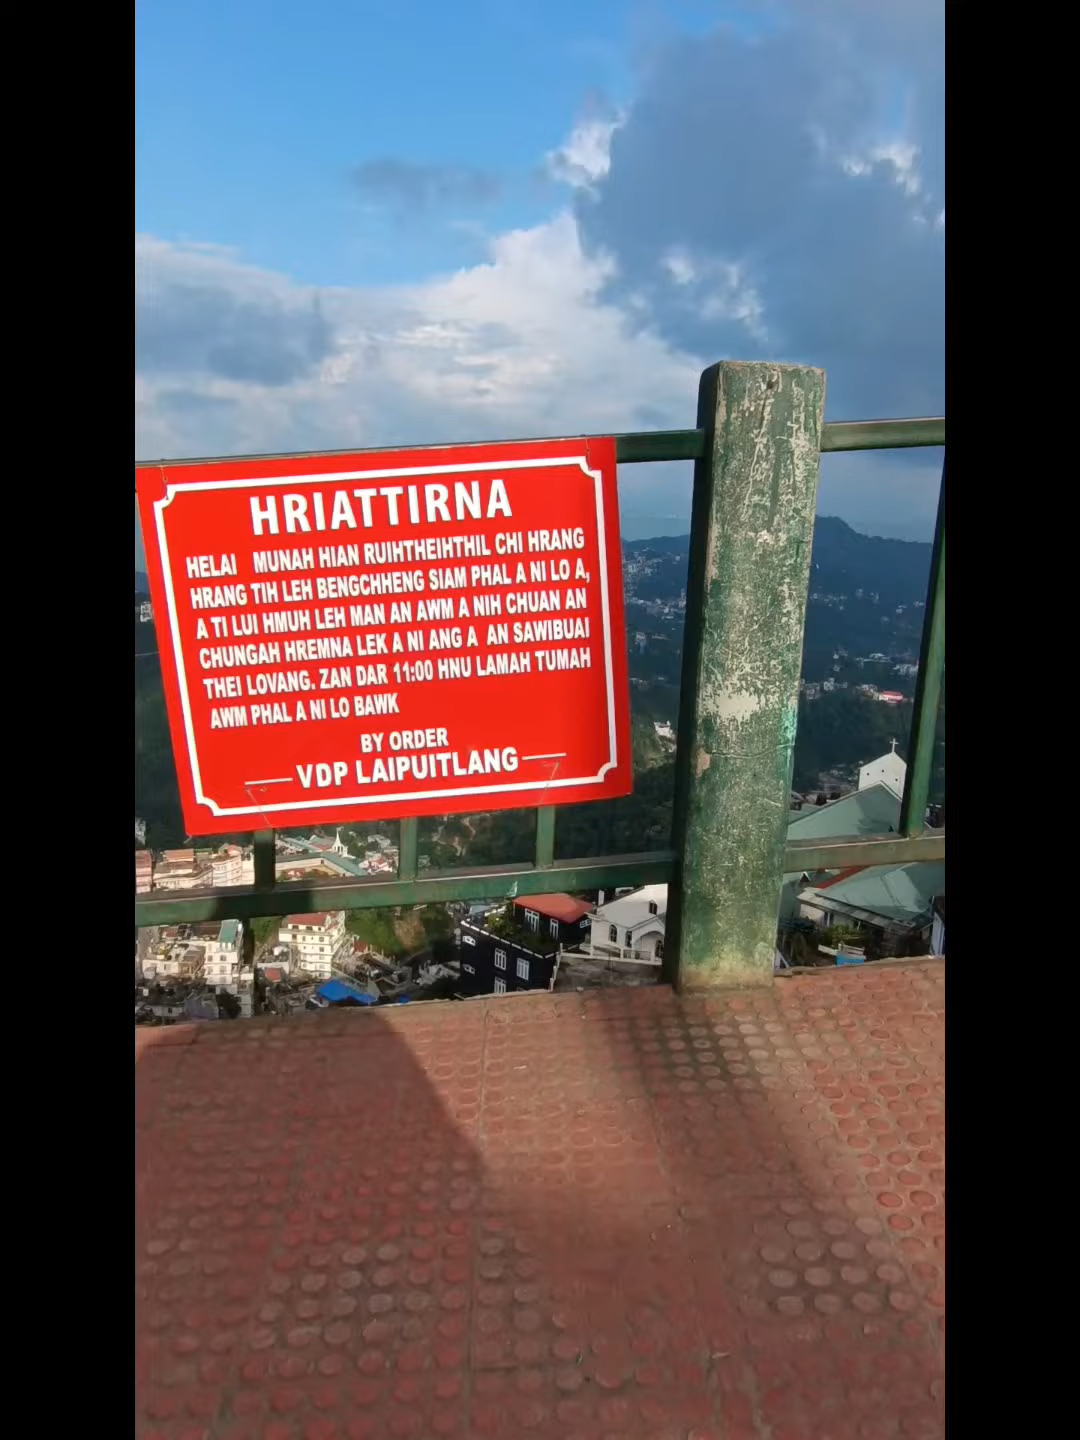 HRIATTIRNA
HELAI MUNAH HIAN RUIHTHEIHTHIL CHI HRANG
HRANG TIH LEH BENGCHHENG SIAM PHAL A NI LO A,
A TI LUI HMUH LEH MAN AN AWM A NIH CHUAN AN
CHUNGAH HREMNA LEK A NI ANG A AN SAWIBUAI
THEI LOVANG. ZAN DAR 11:00 HNU LAMAH TUMAH
AWM PHAL A NI LO BAWK
BY ORDER
VDP LAIPUITLANG